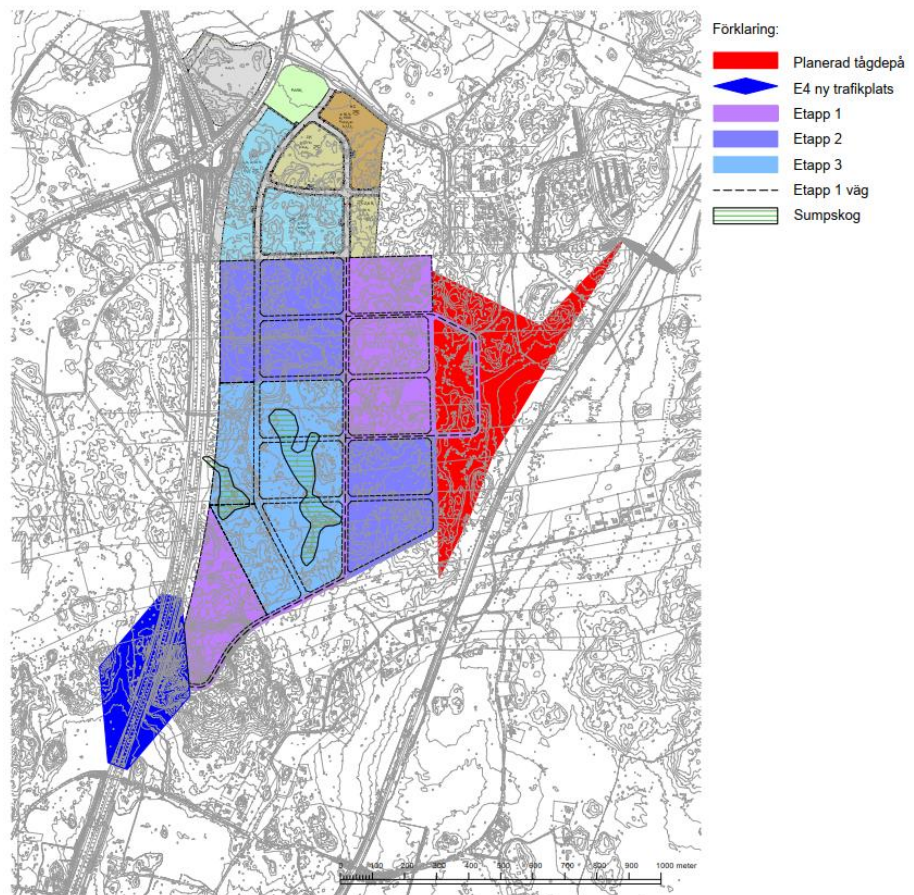 Förklaring:
Planerad tågdepå
E4 ny trafikplats
Etapp 1
Etapp 2
Etapp 3
Etapp 1 väg
Sumpskog
0 100 200 300 400 500 600 700 800 900 1000 meter